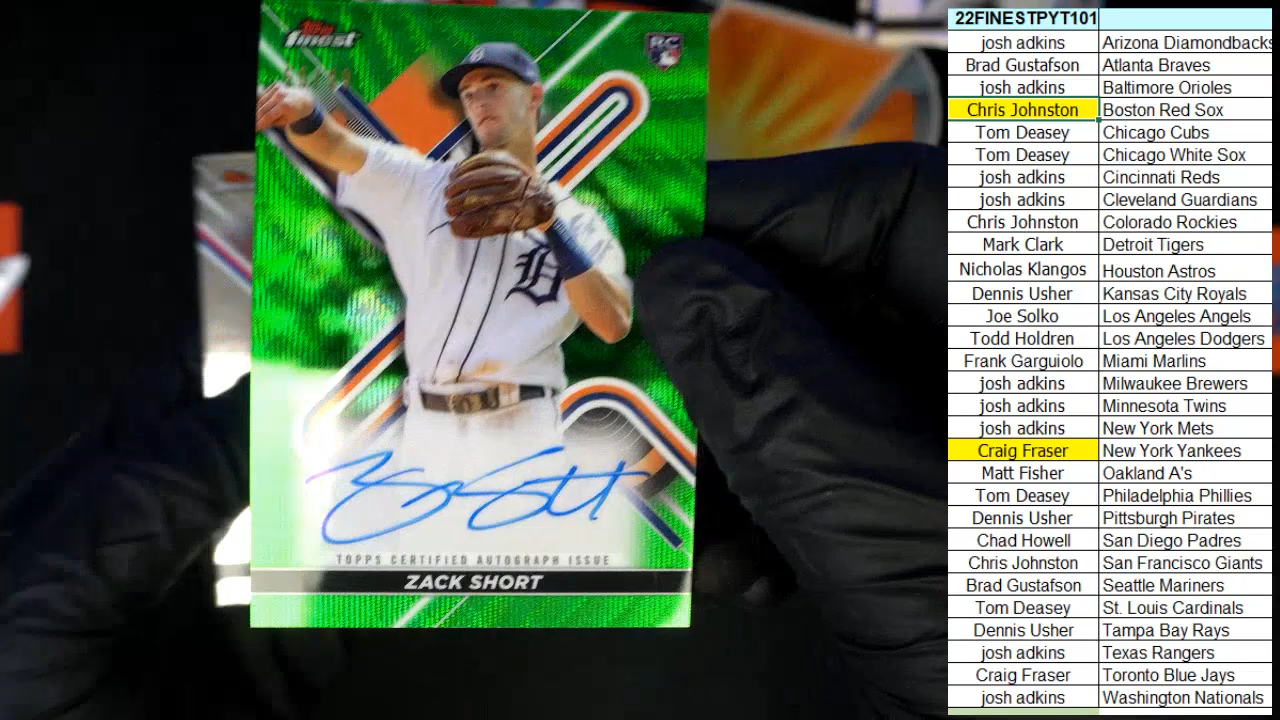 Topps
finest
RC
D
Zack Short
TOPPS CERTIFIED AUTOGRAPH ISSUE
ZACK SHORT
22FINESTPYT101
josh adkins Arizona Diamondbacks
Brad Gustafson Atlanta Braves
josh adkins Baltimore Orioles
Chris Johnston Boston Red Sox
Tom Deasey Chicago Cubs
Tom Deasey Chicago White Sox
josh adkins Cincinnati Reds
josh adkins Cleveland Guardians
Chris Johnston Colorado Rockies
Mark Clark Detroit Tigers
Nicholas Klangos Houston Astros
Dennis Usher Kansas City Royals
Joe Solko Los Angeles Angels
Todd Holdren Los Angeles Dodgers
Frank Garguiolo Miami Marlins
josh adkins Milwaukee Brewers
josh adkins Minnesota Twins
josh adkins New York Mets
Craig Fraser New York Yankees
Matt Fisher Oakland A's
Tom Deasey Philadelphia Phillies
Dennis Usher Pittsburgh Pirates
Chad Howell San Diego Padres
Chris Johnston San Francisco Giants
Brad Gustafson Seattle Mariners
Tom Deasey St. Louis Cardinals
Dennis Usher Tampa Bay Rays
josh adkins Texas Rangers
Craig Fraser Toronto Blue Jays
josh adkins Washington Nationals